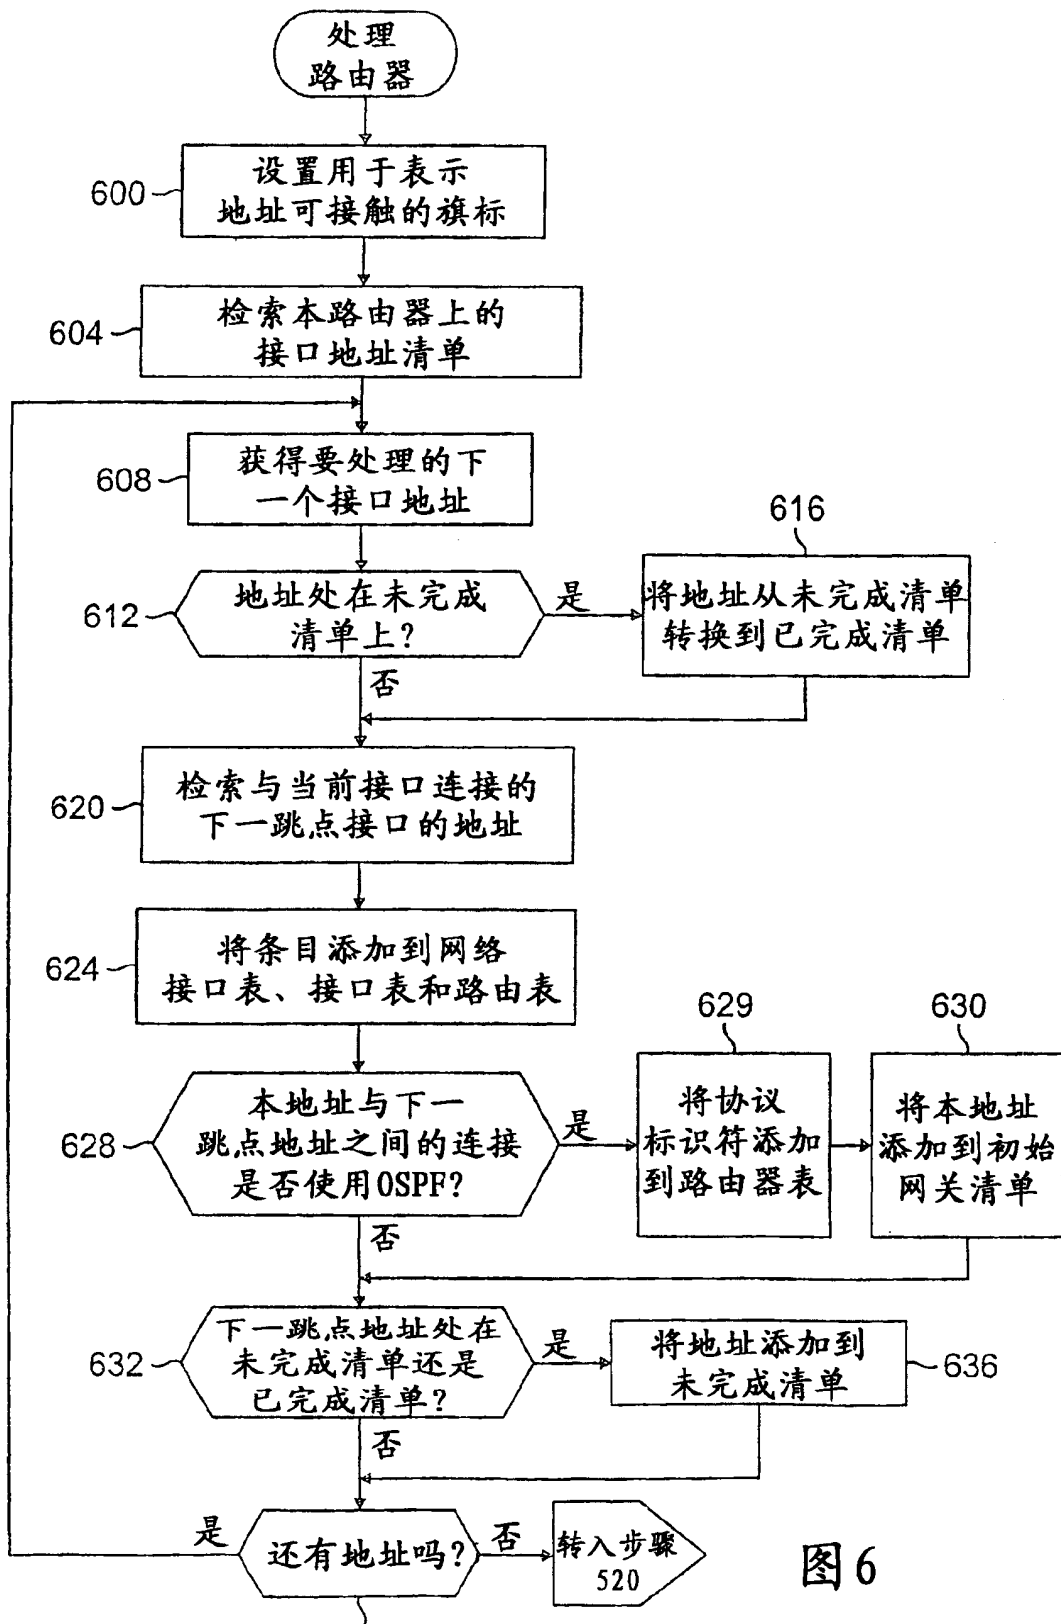 处理
路由器
600
设置用于表示
地址可接触的旗标
604
检索本路由器上的
接口地址清单
608
获得要处理的下
一个接口地址
612
地址处在未完成
清单上？
是
否
616
将地址从未完成清单
转换到已完成清单
620
检索与当前接口连接的
下一跳点接口的地址
624
将条目添加到网络
接口表、接口表和路由表
628
本地址与下一
跳点地址之间的连接
是否使用OSPF？
是
否
629
将协议
标识符添加
到路由器表
630
将本地址
添加到初始
网关清单
632
下一跳点地址处在
未完成清单还是
已完成清单？
是
否
将地址添加到
未完成清单
636
是
还有地址吗？
否
转入步骤
520
图6